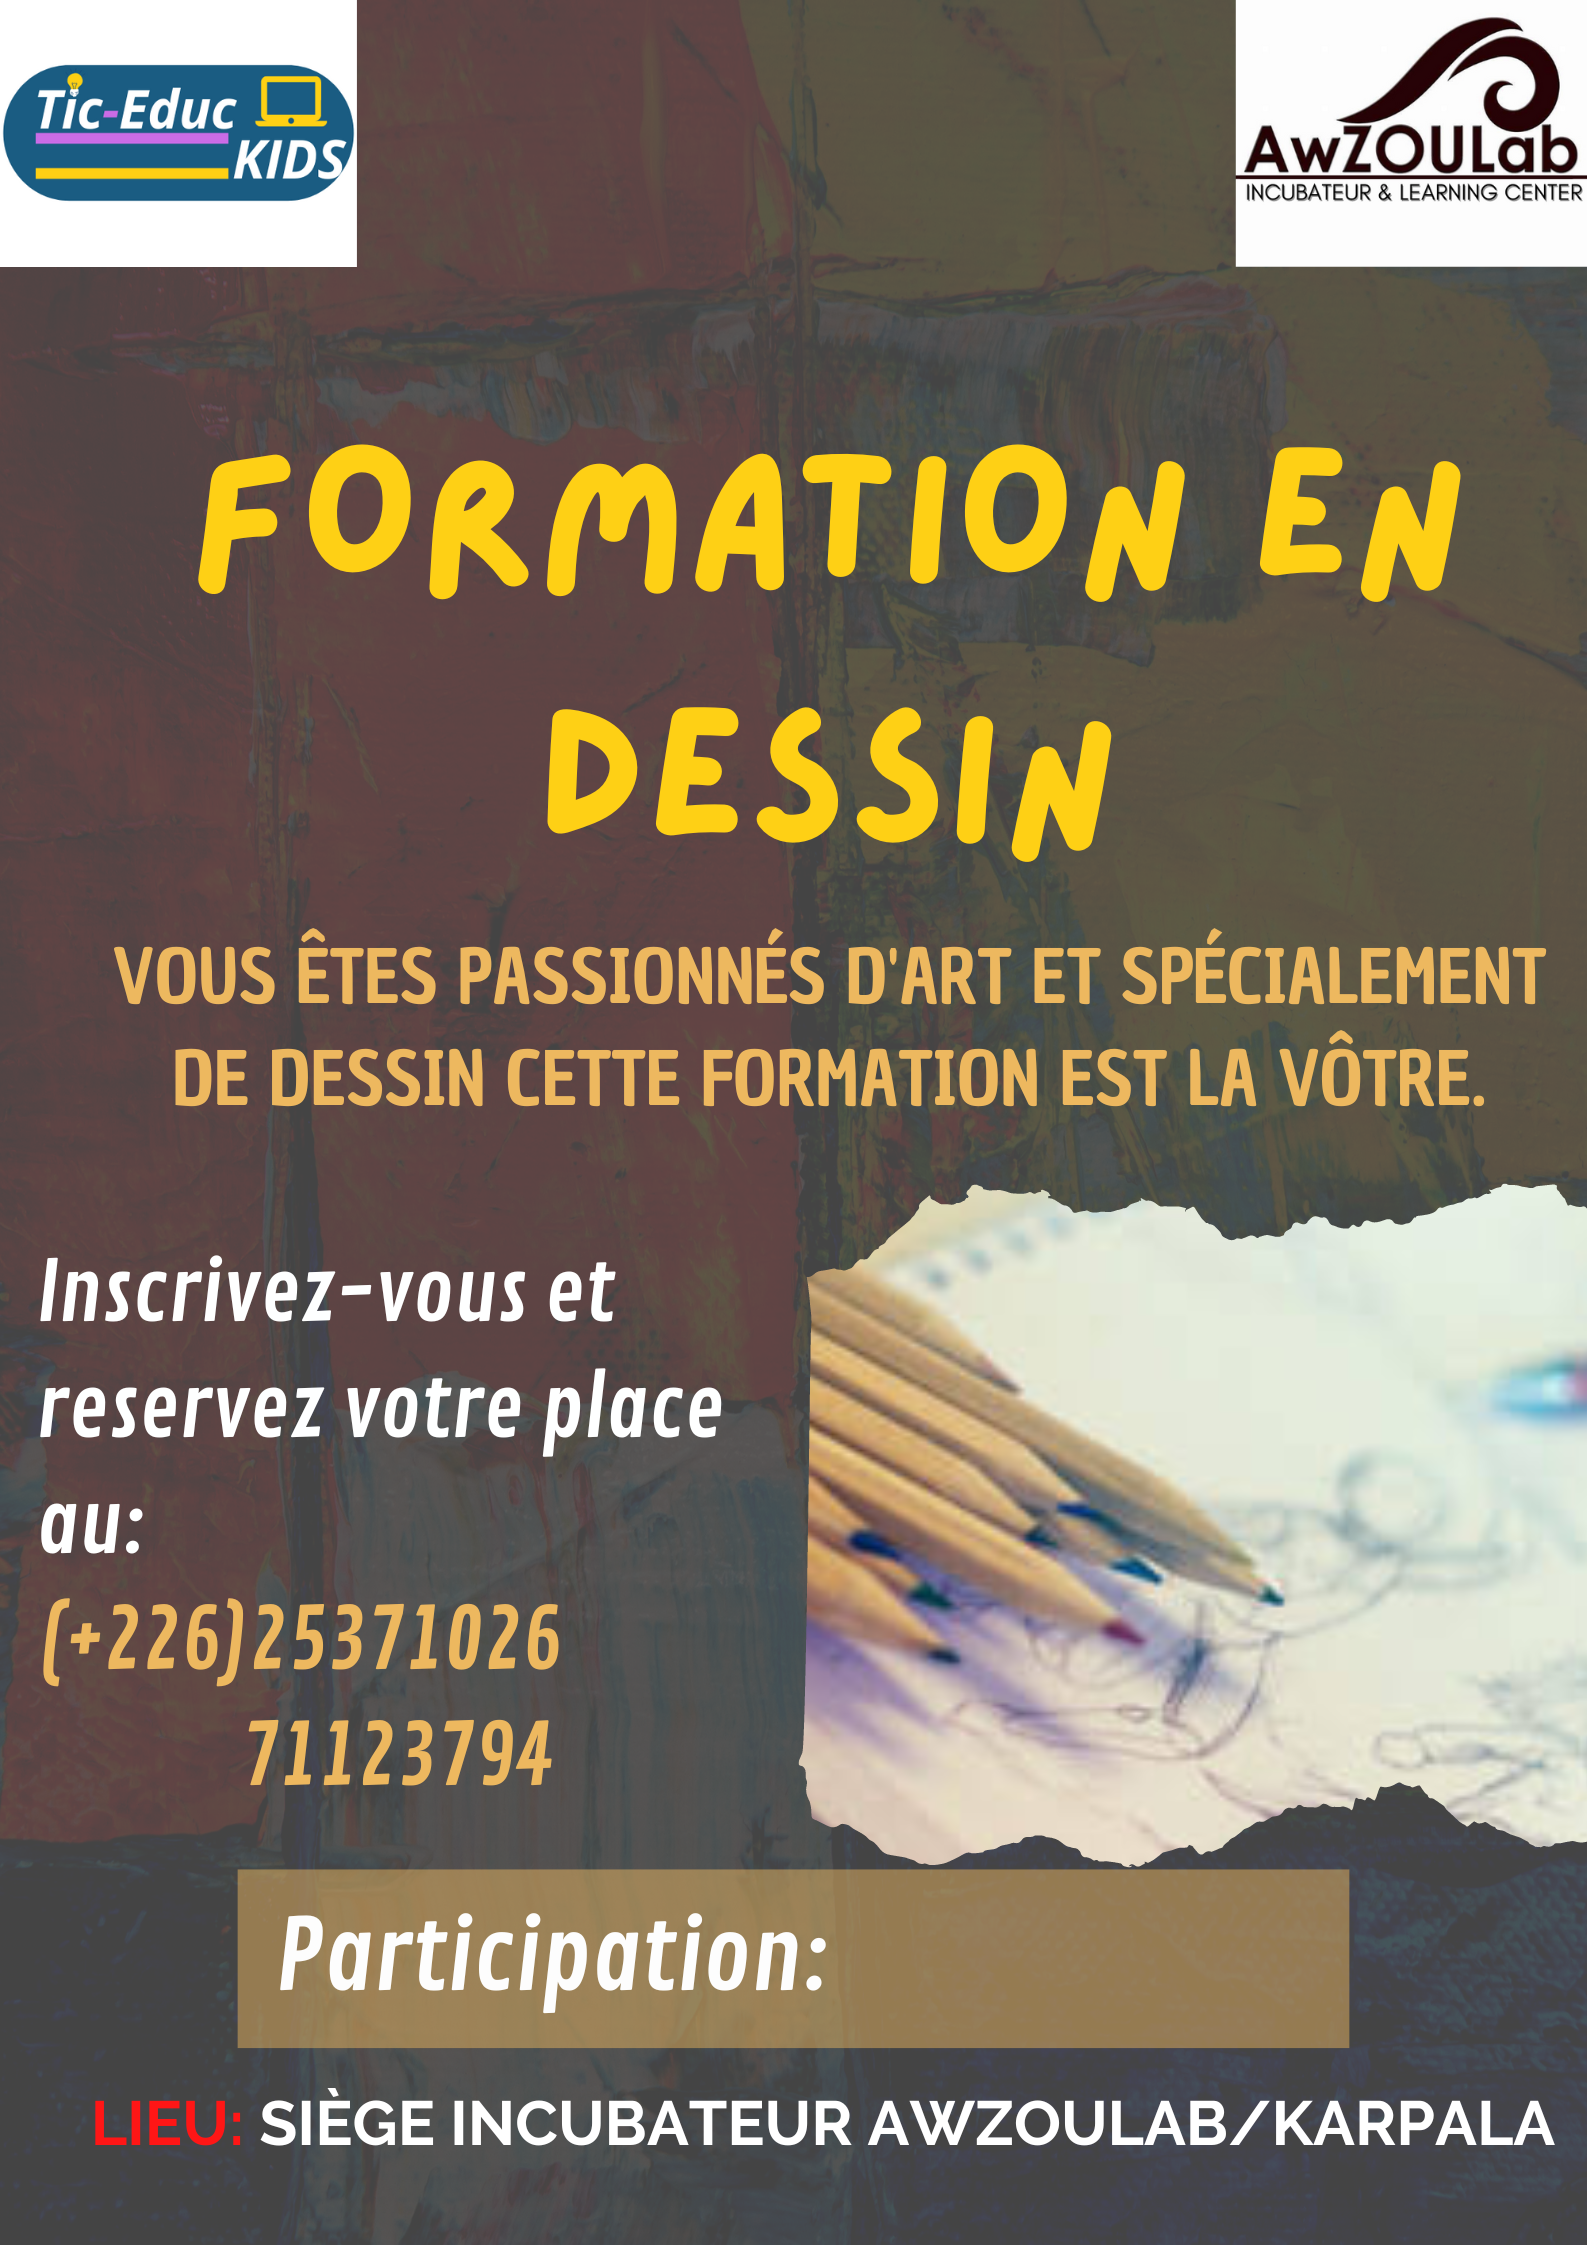 Tic-Educ
KIDS
AwZOULab
INCUBATEUR & LEARNING CENTER
FORMATION EN
DESSIN
VOUS ÊTES PASSIONNÉS D'ART ET SPÉCIALEMENT
DE DESSIN CETTE FORMATION EST LA VÔTRE.
Inscrivez-vous et
reservez votre place
au:
(+226)25371026
71123794
Participation:
LIEU: SIÈGE INCUBATEUR AWZOULAB/KARPALA